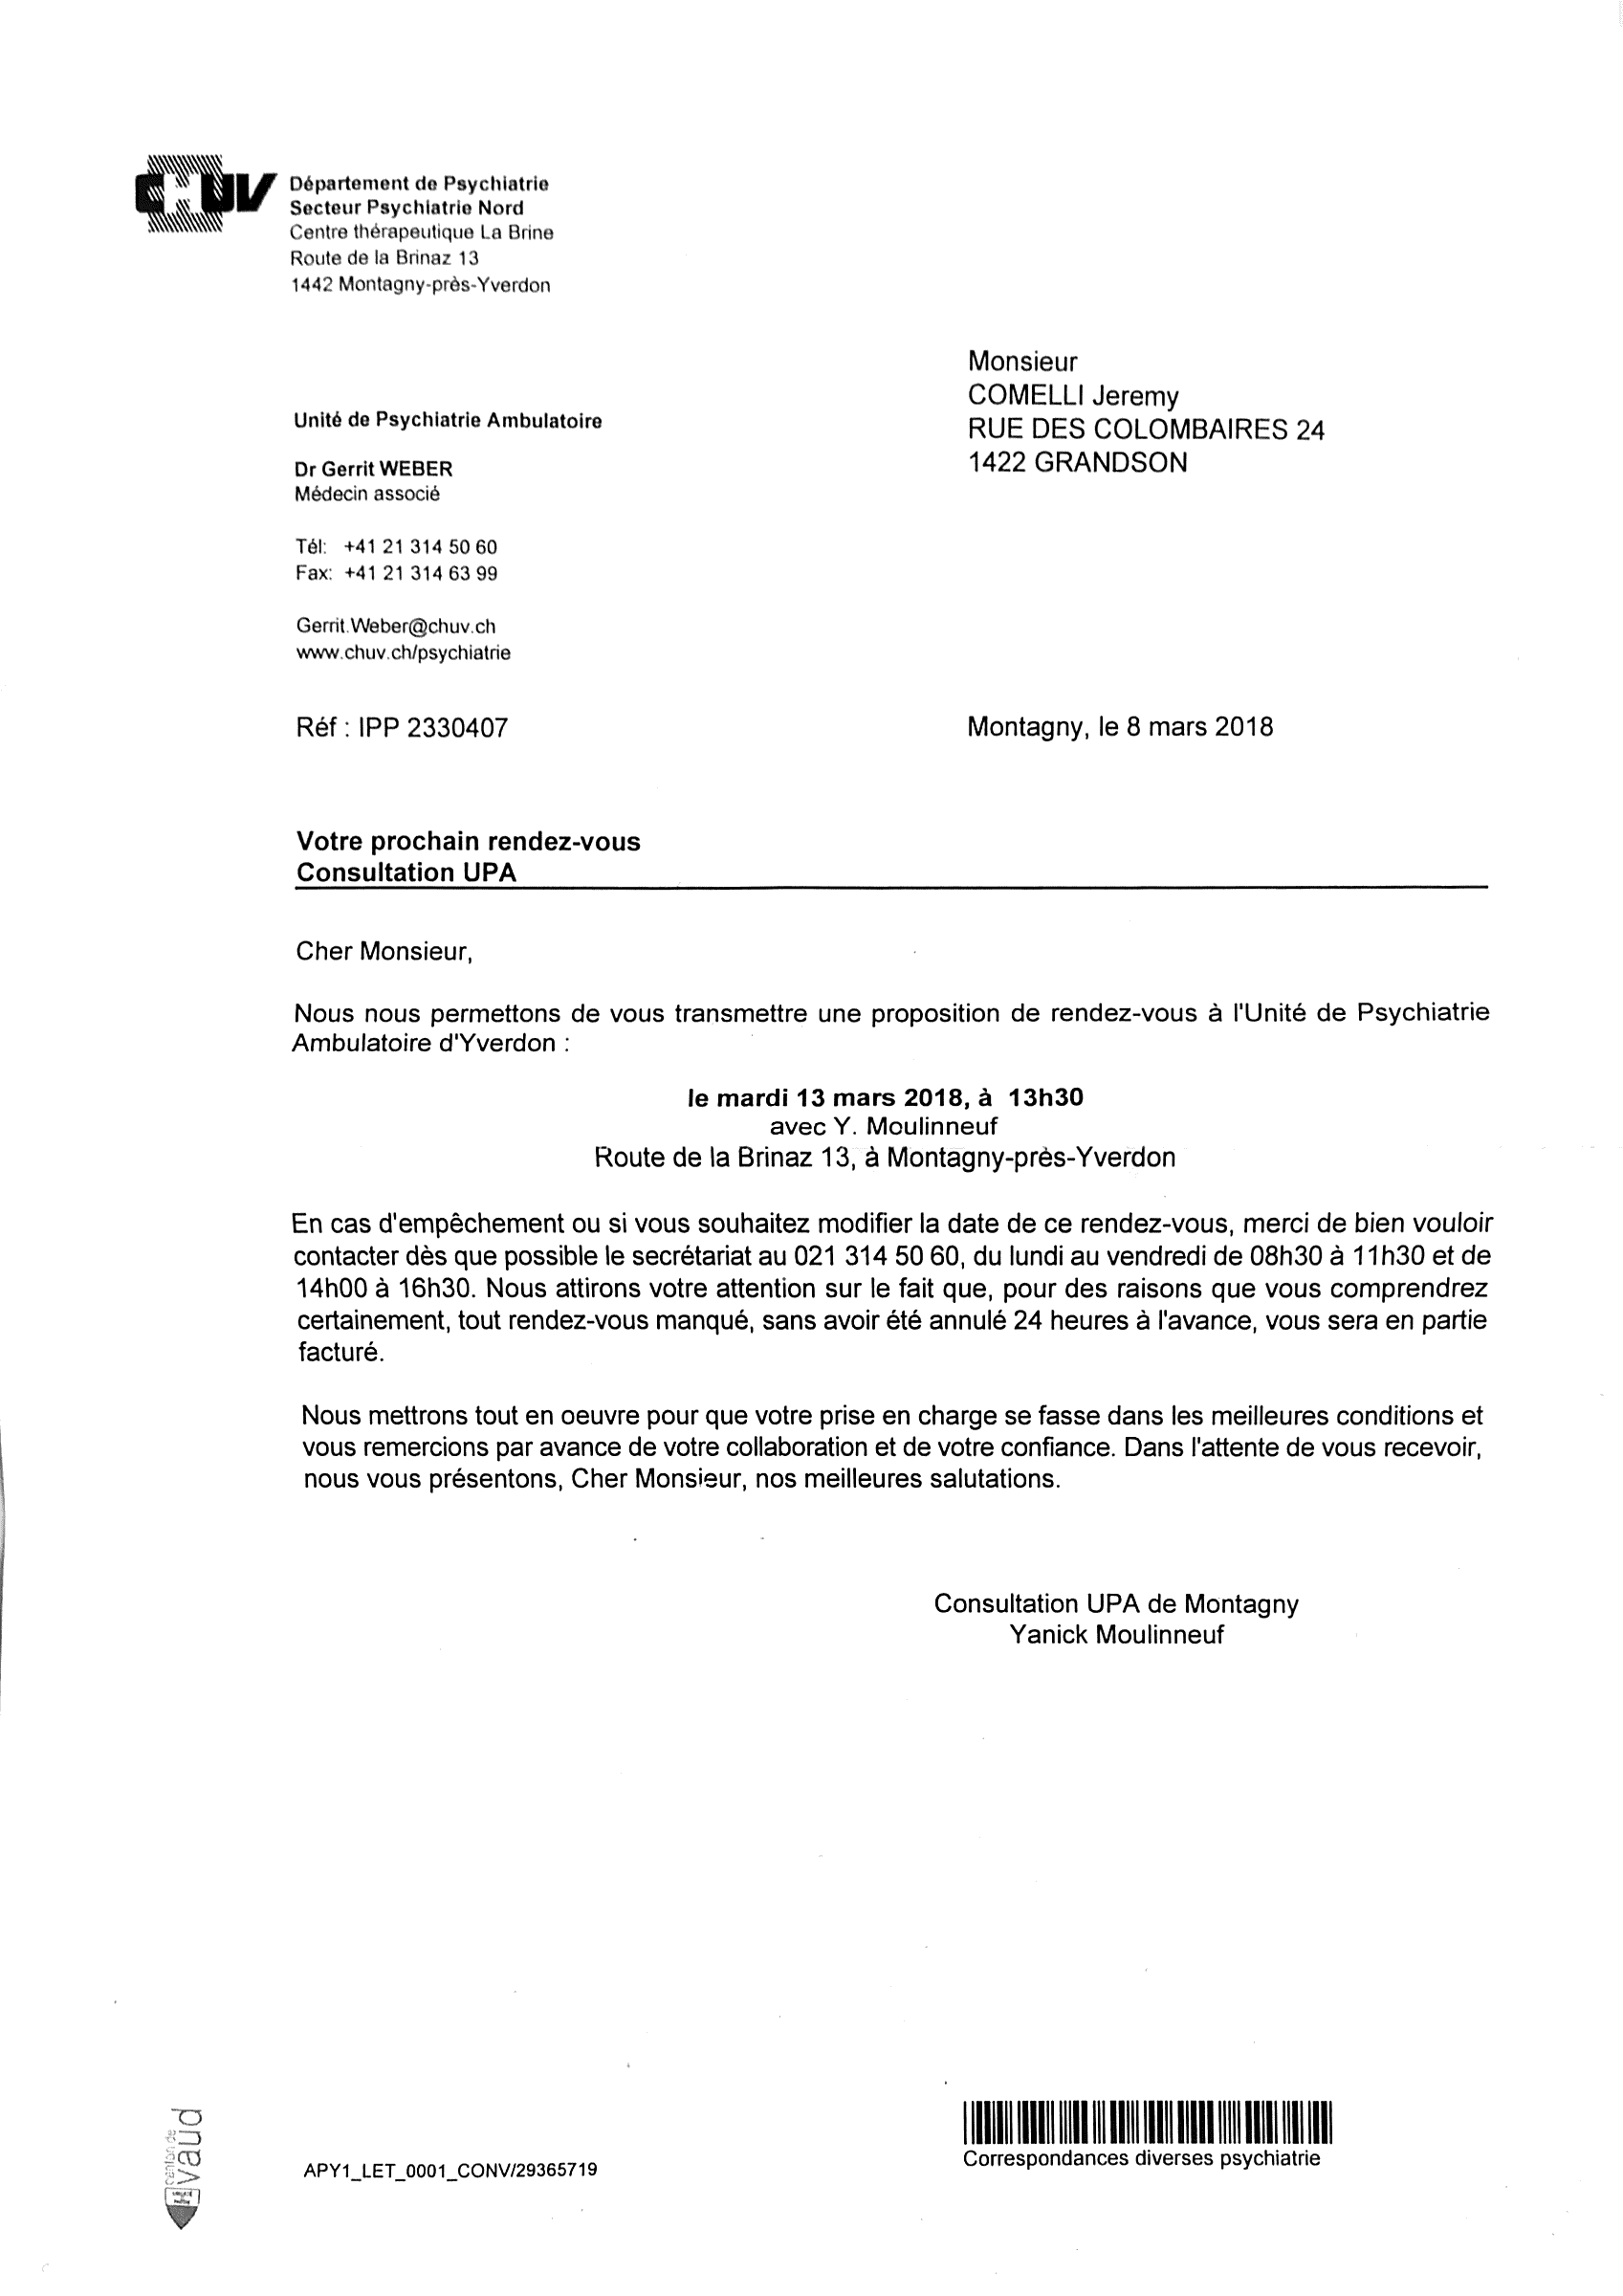 CHUV
Département de Psychiatrie
Secteur Psychiatrie Nord
Centre thérapeutique La Brine
Route de la Brinaz 13
1442 Montagny-près-Yverdon
Monsieur
COMELLI Jeremy
RUE DES COLOMBAIRES 24
1422 GRANDSON
Unité de Psychiatrie Ambulatoire
Dr Gerrit WEBER
Médecin associé
Tél: +41 21 314 50 60
Fax: +41 21 314 63 99
Gerrit.Weber@chuv.ch
www.chuv.ch/psychiatrie
Réf : IPP 2330407
Montagny, le 8 mars 2018
Votre prochain rendez-vous
Consultation UPA
Cher Monsieur,
Nous nous permettons de vous transmettre une proposition de rendez-vous à l'Unité de Psychiatrie
Ambulatoire d'Yverdon :
le mardi 13 mars 2018, à 13h30
avec Y. Moulinneuf
Route de la Brinaz 13, à Montagny-près-Yverdon
En cas d'empêchement ou si vous souhaitez modifier la date de ce rendez-vous, merci de bien vouloir
contacter dès que possible le secrétariat au 021 314 50 60, du lundi au vendredi de 08h30 à 11h30 et de
14h00 à 16h30. Nous attirons votre attention sur le fait que, pour des raisons que vous comprendrez
certainement, tout rendez-vous manqué, sans avoir été annulé 24 heures à l'avance, vous sera en partie
facturé.
Nous mettrons tout en oeuvre pour que votre prise en charge se fasse dans les meilleures conditions et
vous remercions par avance de votre collaboration et de votre confiance. Dans l'attente de vous recevoir,
nous vous présentons, Cher Monsieur, nos meilleures salutations.
Consultation UPA de Montagny
Yanick Moulinneuf
canton de
vaud
APY1_LET_0001_CONV/29365719
Correspondances diverses psychiatrie